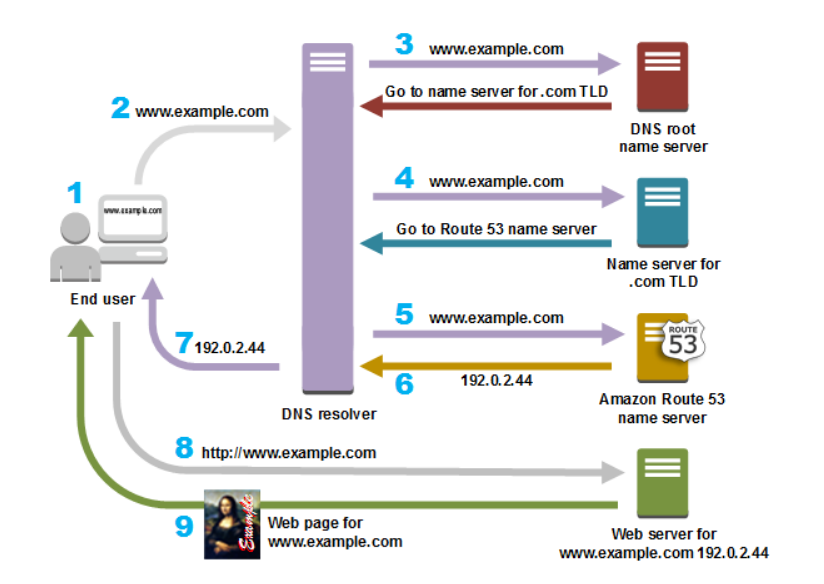 3 www.example.com
Go to name server for .com TLD
DNS root
name server
2 www.example.com
1
www.example.com
End user
4 www.example.com
Go to Route 53 name server
Name server for
.com TLD
5 www.example.com
ROUTE
53
6 192.0.2.44
Amazon Route 53
name server
7 192.0.2.44
DNS resolver
8 http://www.example.com
9
Example
Web page for
www.example.com
Web server for
www.example.com 192.0.2.44